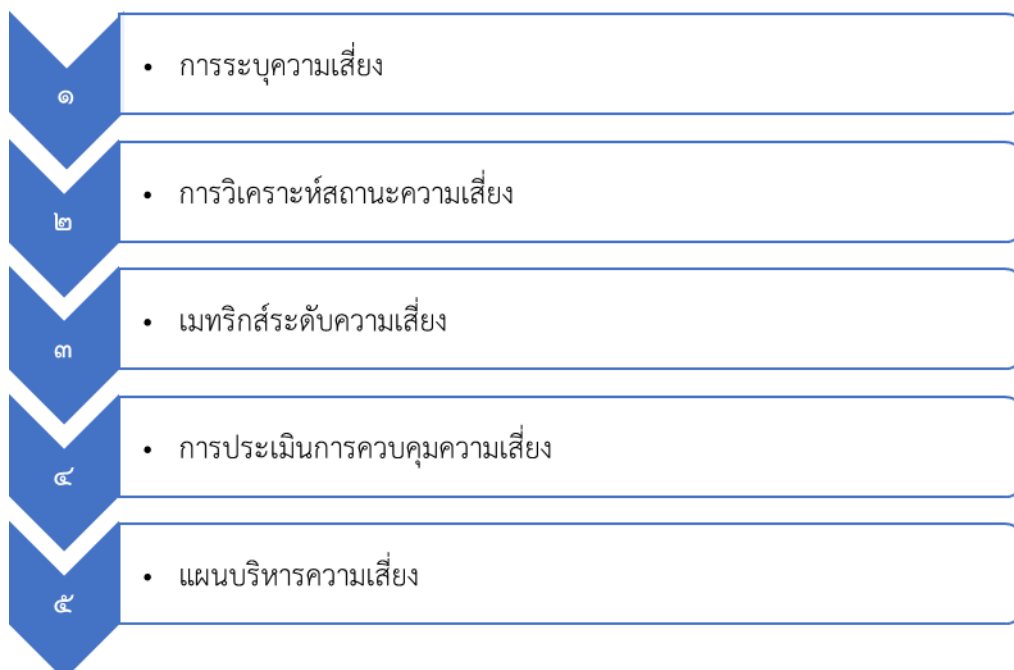 ๑
• การระบุความเสี่ยง
๒
• การวิเคราะห์สถานะความเสี่ยง
๓
• เมทริกส์ระดับความเสี่ยง
๔
• การประเมินการควบคุมความเสี่ยง
๕
• แผนบริหารความเสี่ยง